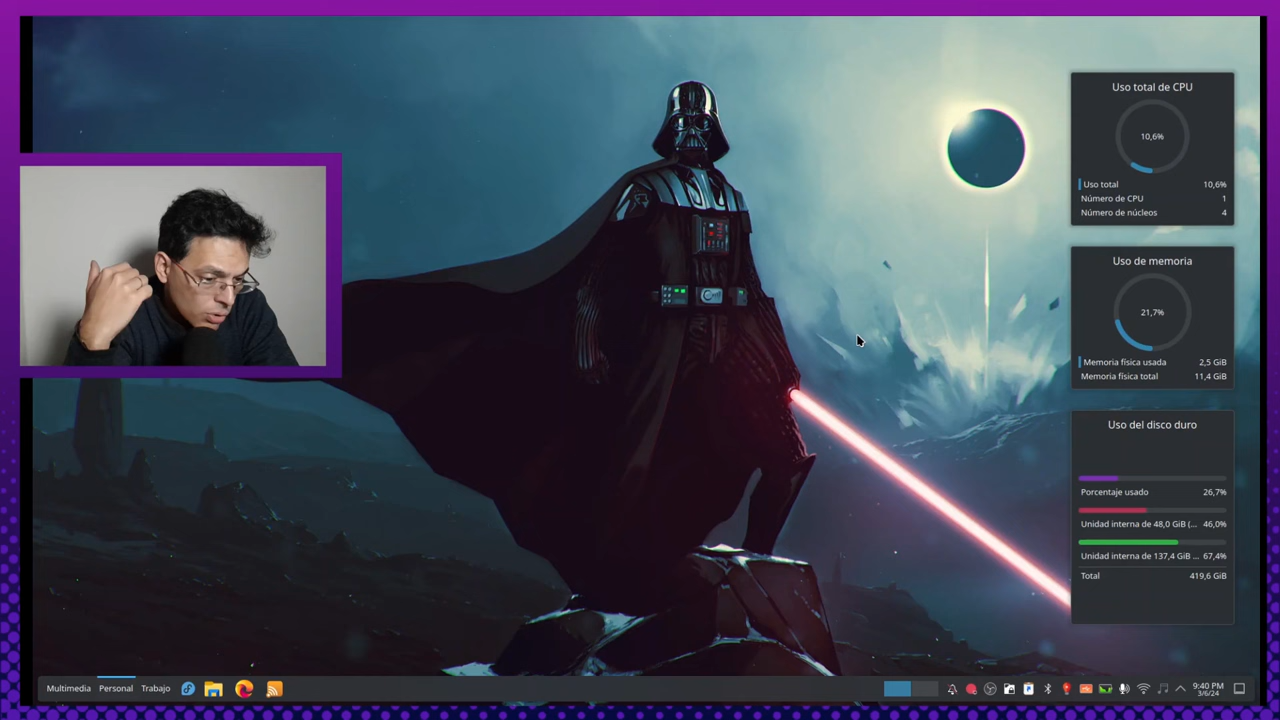 Uso total de CPU
10,6%
Uso total 10,6%
Número de CPU 1
Número de núcleos 4
Uso de memoria
21,7%
Memoria física usada 2,5 GiB
Memoria física total 11,4 GiB
Uso del disco duro
Porcentaje usado 26,7%
Unidad interna de 48,0 GiB (... 46,0%
Unidad interna de 137,4 GiB ... 67,4%
Total 419,6 GiB
Multimedia Personal Trabajo
9:40 PM
3/6/24